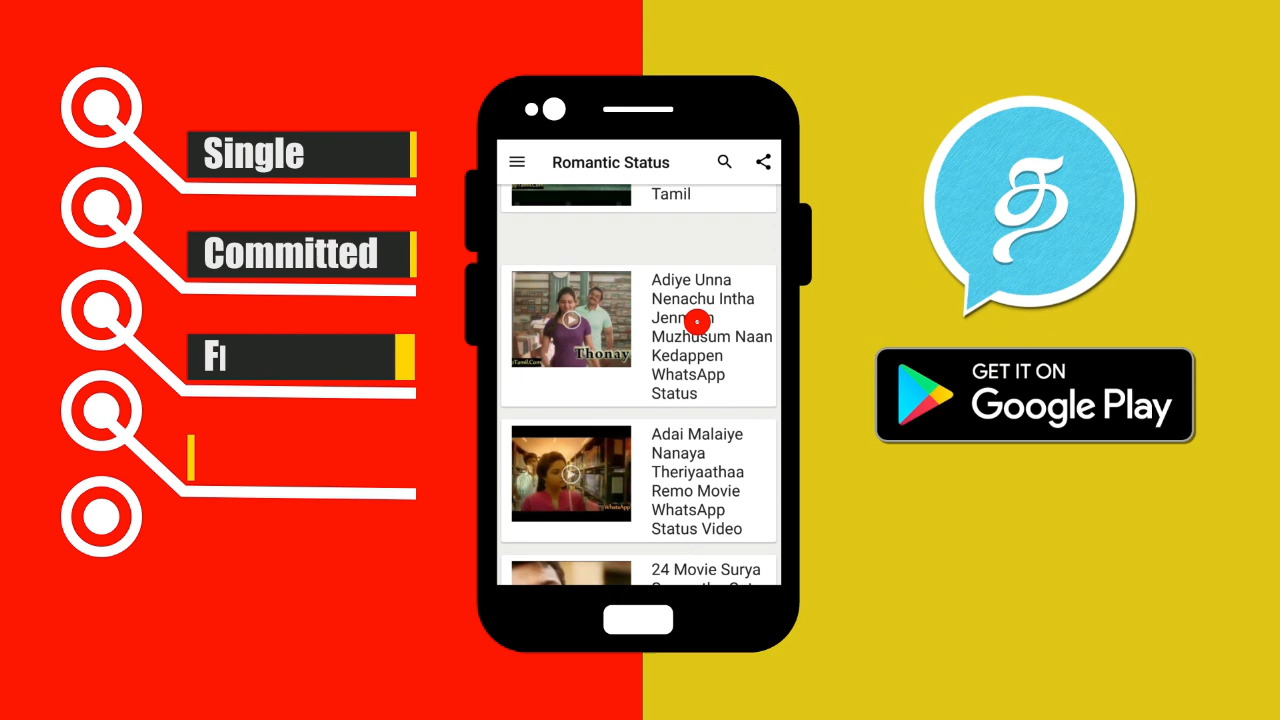 Single
Committed
Romantic Status
Tamil
Adiye Unna
Nenachu Intha
Muzhusum Naan
Kedappen
WhatsApp
Status
Thonay
Adai Malaiye
Nanaya
Theriyaathaa
Remo Movie
WhatsApp
Status Video
WhatsApp
24 Movie Surya
த
GET IT ON
Google Play